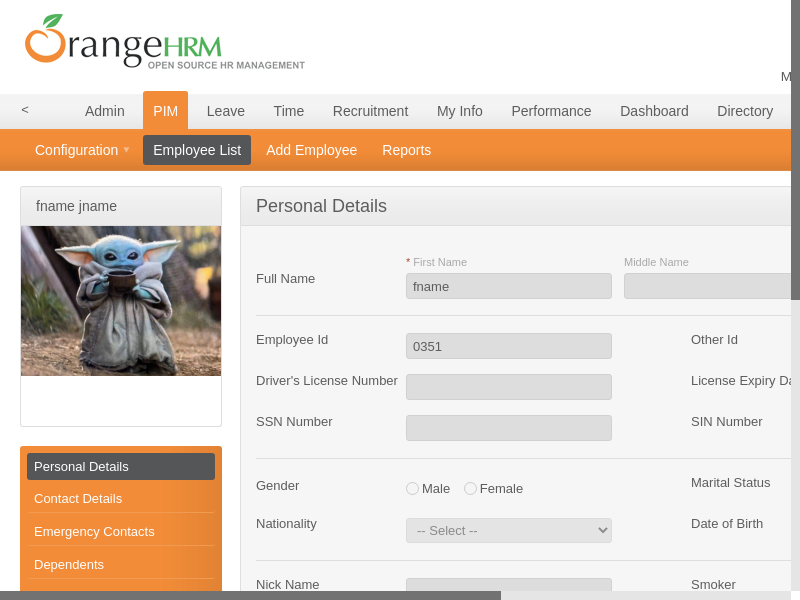 OrangeHRM
OPEN SOURCE HR MANAGEMENT
M
< Admin PIM Leave Time Recruitment My Info Performance Dashboard Directory
Configuration Employee List Add Employee Reports
fname jname
Personal Details
Contact Details
Emergency Contacts
Dependents
Personal Details
* First Name Middle Name
Full Name fname
Employee Id 0351 Other Id
Driver's License Number License Expiry Da
SSN Number SIN Number
Gender Male Female Marital Status
Nationality -- Select -- Date of Birth
Nick Name Smoker